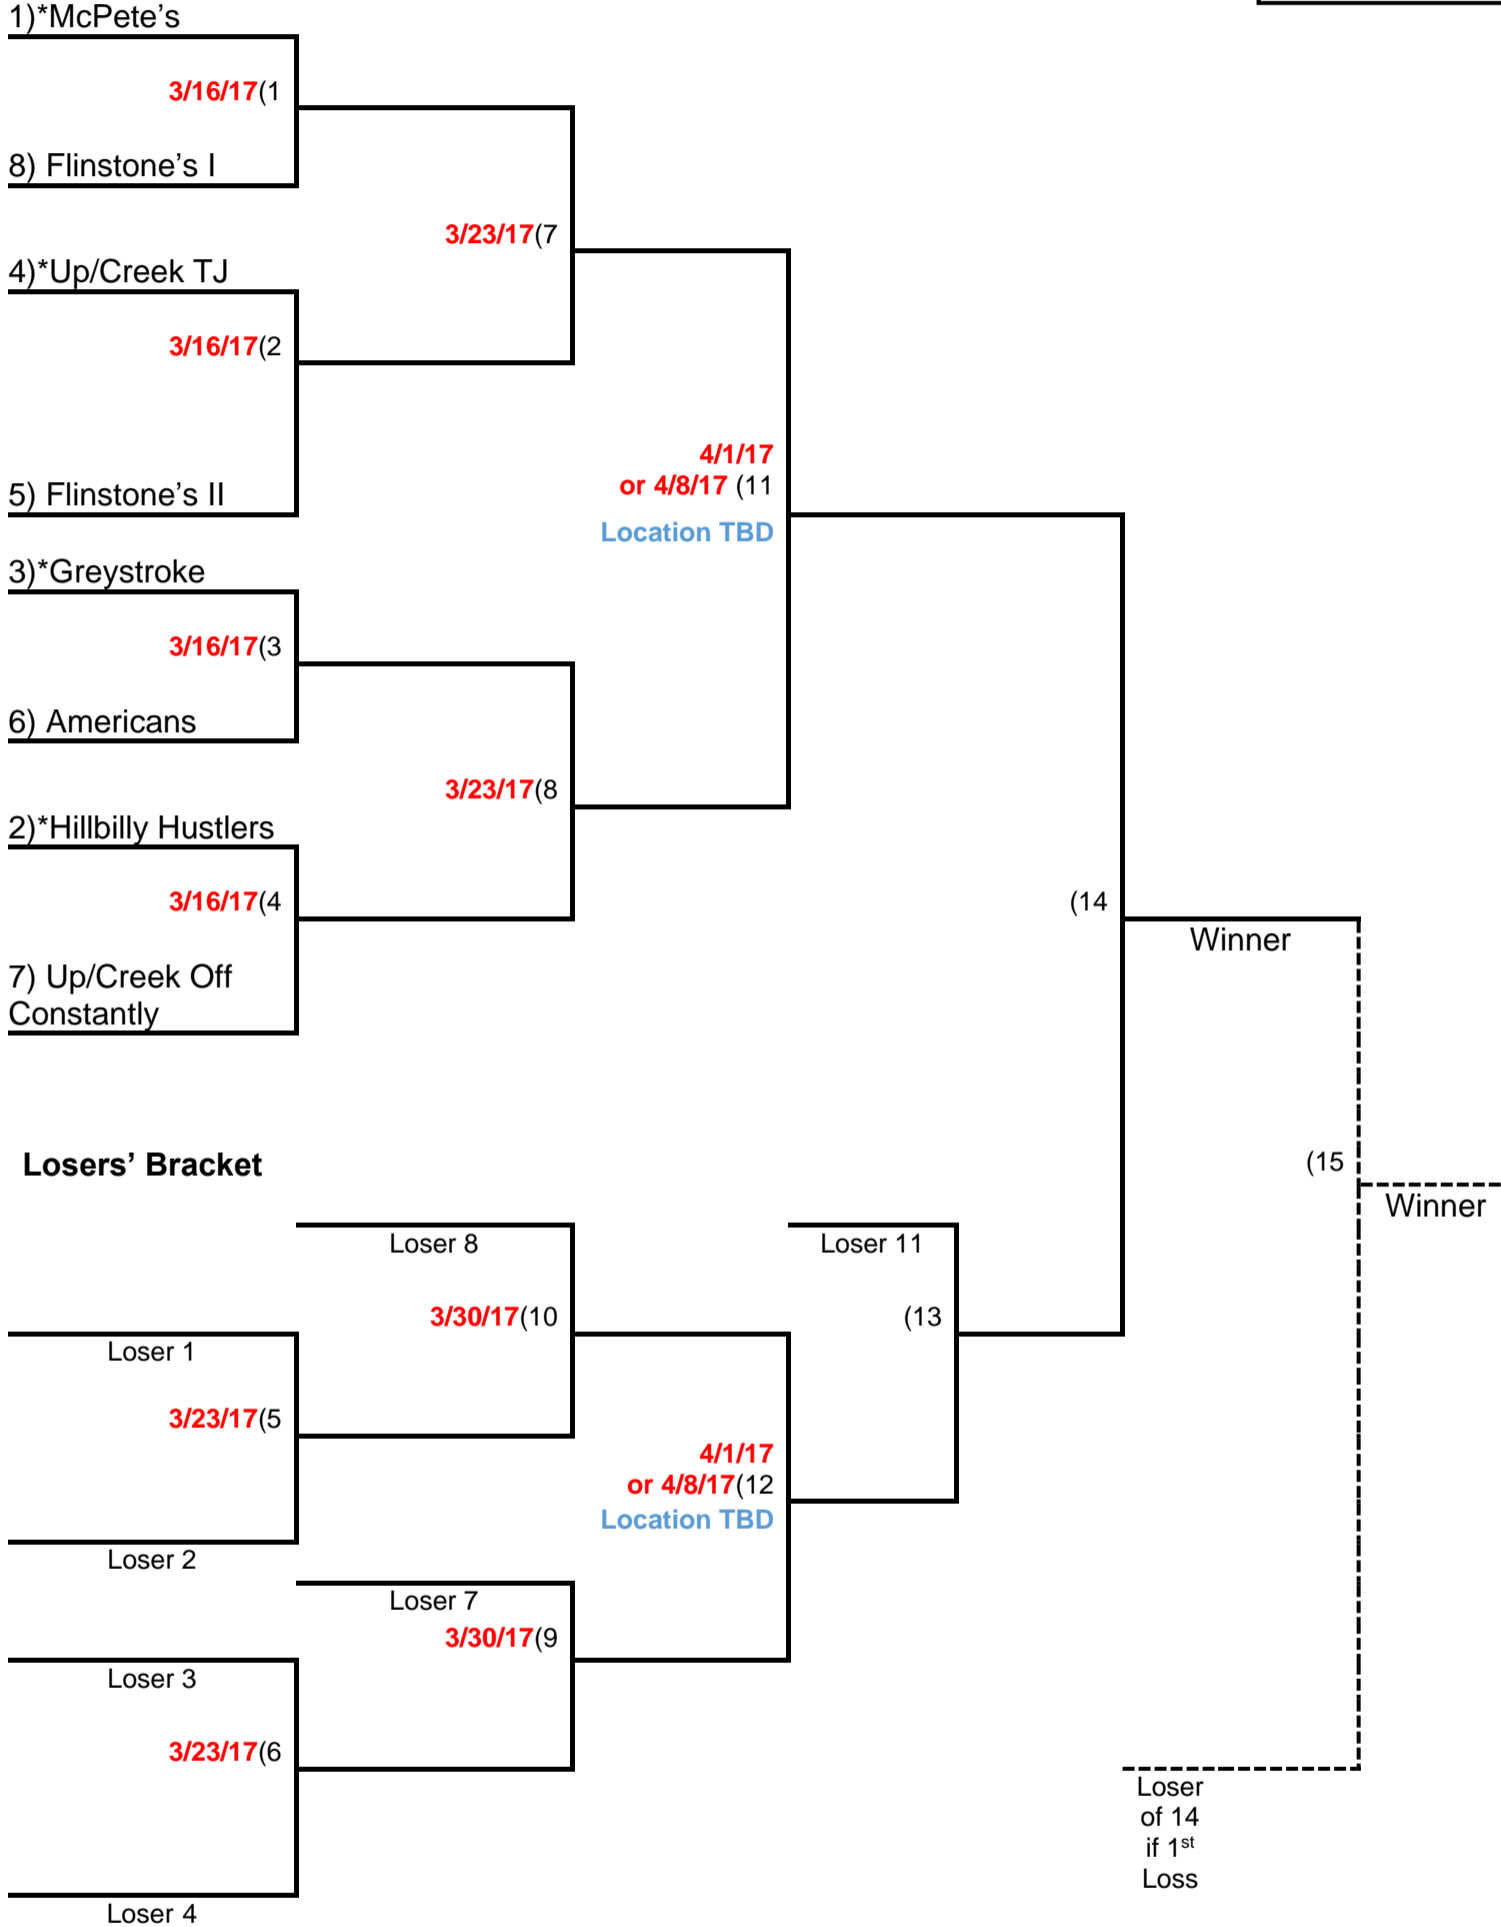 1)*McPete’s
3/16/17(1
8) Flinstone’s I
3/23/17(7
4)*Up/Creek TJ
3/16/17(2
4/1/17
or 4/8/17 (11
5) Flinstone’s II
Location TBD
3)*Greystroke
3/16/17(3
6) Americans
3/23/17(8
2)*Hillbilly Hustlers
3/16/17(4
(14
Winner
7) Up/Creek Off
Constantly
Losers’ Bracket
(15
Winner
Loser 8
Loser 11
3/30/17(10
(13
Loser 1
3/23/17(5
4/1/17
or 4/8/17(12
Location TBD
Loser 2
Loser 7
3/30/17(9
Loser 3
3/23/17(6
Loser
of 14
if 1st
Loss
Loser 4